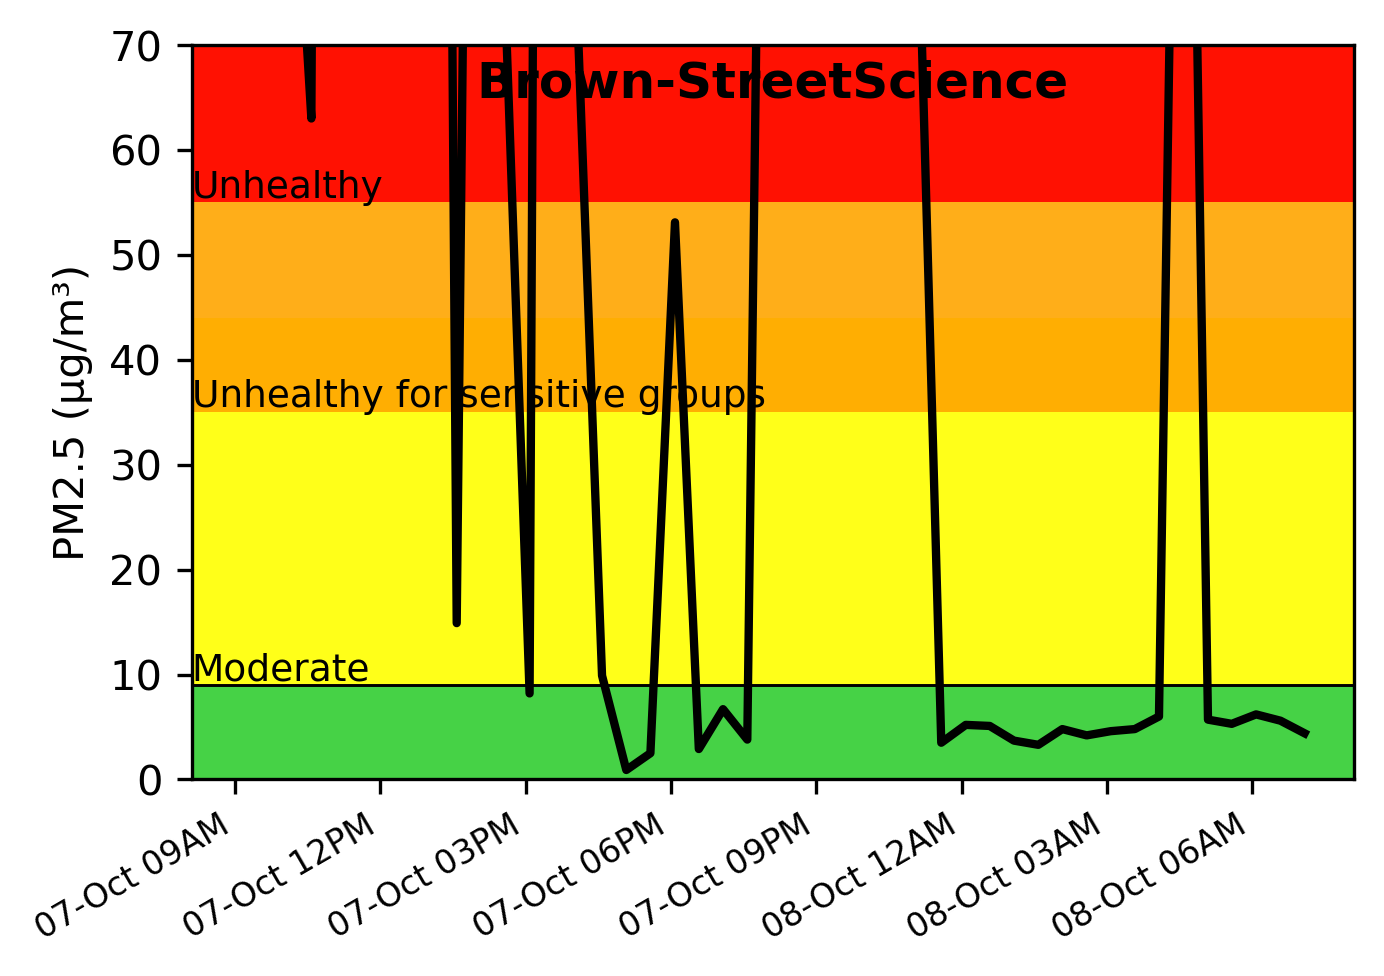 Brown-StreetScience
PM2.5 (µg/m³)
70
60
50
40
30
20
10
0
Unhealthy
Unhealthy for sensitive groups
Moderate
07-Oct 09AM
07-Oct 12PM
07-Oct 03PM
07-Oct 06PM
07-Oct 09PM
08-Oct 12AM
08-Oct 03AM
08-Oct 06AM